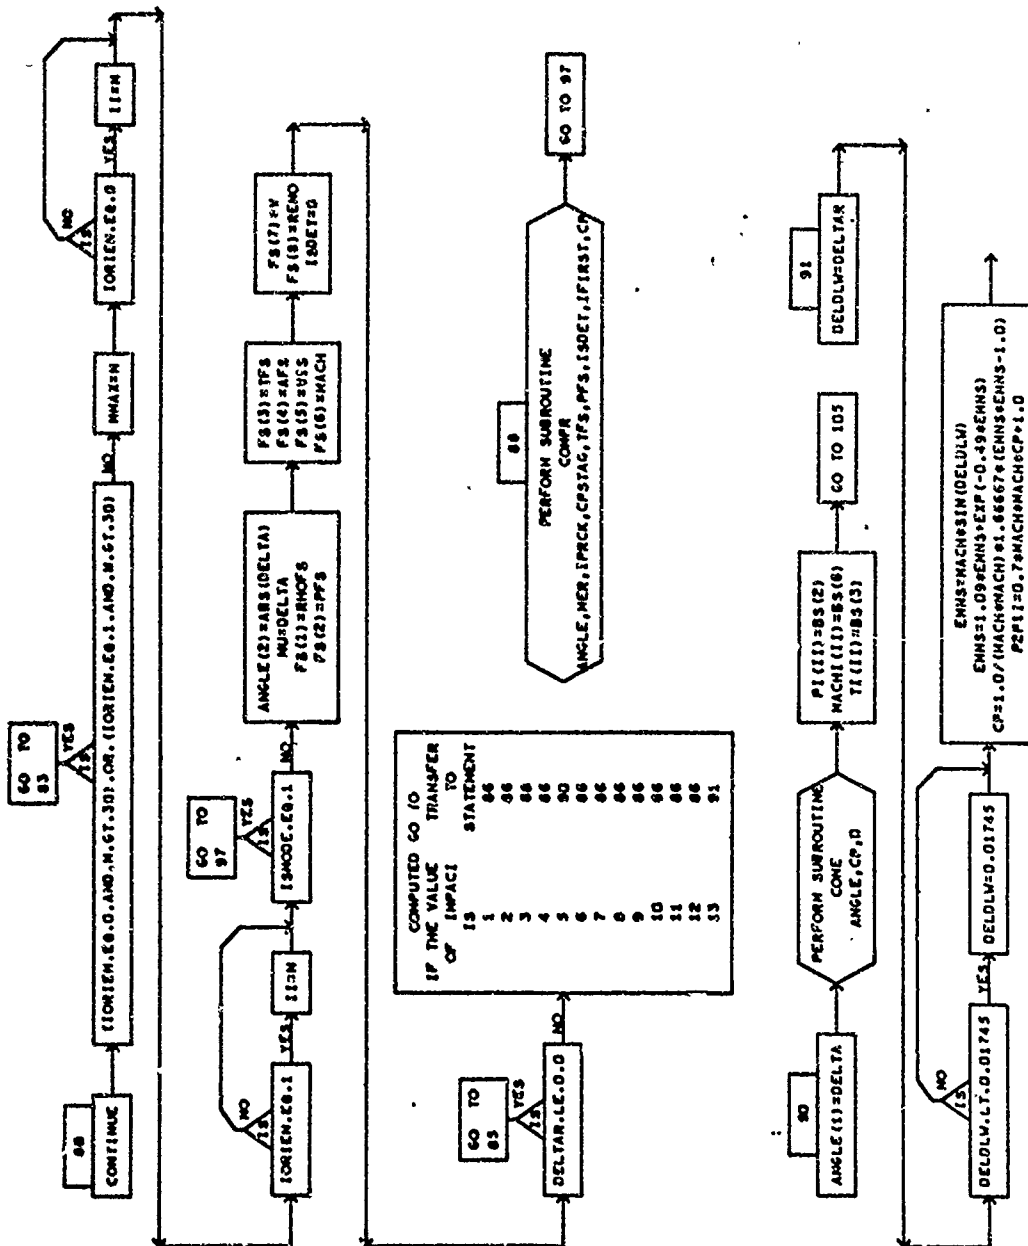 88
CONTINUE
GO TO
83
YES
IS
(IORIEN.EQ.0.AND.N.GT.30).OR.(IORIEN.EQ.1.AND.M.GT.30)
NO
MMAX=N
NO
IS
IORIEN.EQ.0
YES
II=N
NO
IS
IORIEN.EQ.1
YES
II=N
GO TO
97
YES
IS
ISMODE.EQ.1
NO
ANGLE(2)=ABS(DELTA)
MU=DELTA
FS(1)=RHOFS
FS(2)=PFS
FS(3)=TFS
FS(4)=AFS
FS(5)=VFS
FS(6)=MACH
FS(7)=V
FS(8)=RENO
ISDET=0
GO TO
85
YES
IS
DELTAR.LE.0.0
NO
COMPUTED GO TO
IF THE VALUE TRANSFER
OF IMPACI TO
IS STATEMENT
1 86
2 86
3 88
4 86
5 90
6 86
7 86
8 86
9 86
10 86
11 86
12 86
33 91
88
PERFORM SUBROUTINE
COMPR
ANGLE,MER,IPRCK,CPSTAG,TFS,PFS,ISDET,IFIRST,CP
GO TO 97
90
ANGLE(1)=DELTA
PERFORM SUBROUTINE
CONE
ANGLE,CP,0
PI(II)=BS(2)
MACHI(II)=BS(6)
TI(II)=BS(3)
GO TO 105
91
DELDLW=DELTAR
NO
IS
DELDLW.LT.0.01745
YES
DELDLW=0.01745
EMNS=MACH*SIN(DELDLW)
EMNS=1.09*EMNS+EXP(-0.49*EMNS)
CP=1.0/(MACH*MACH)*1.66667*(EMNS*EMNS-1.0)
P2P1I=0.7*MACH*MACH*CP+1.0